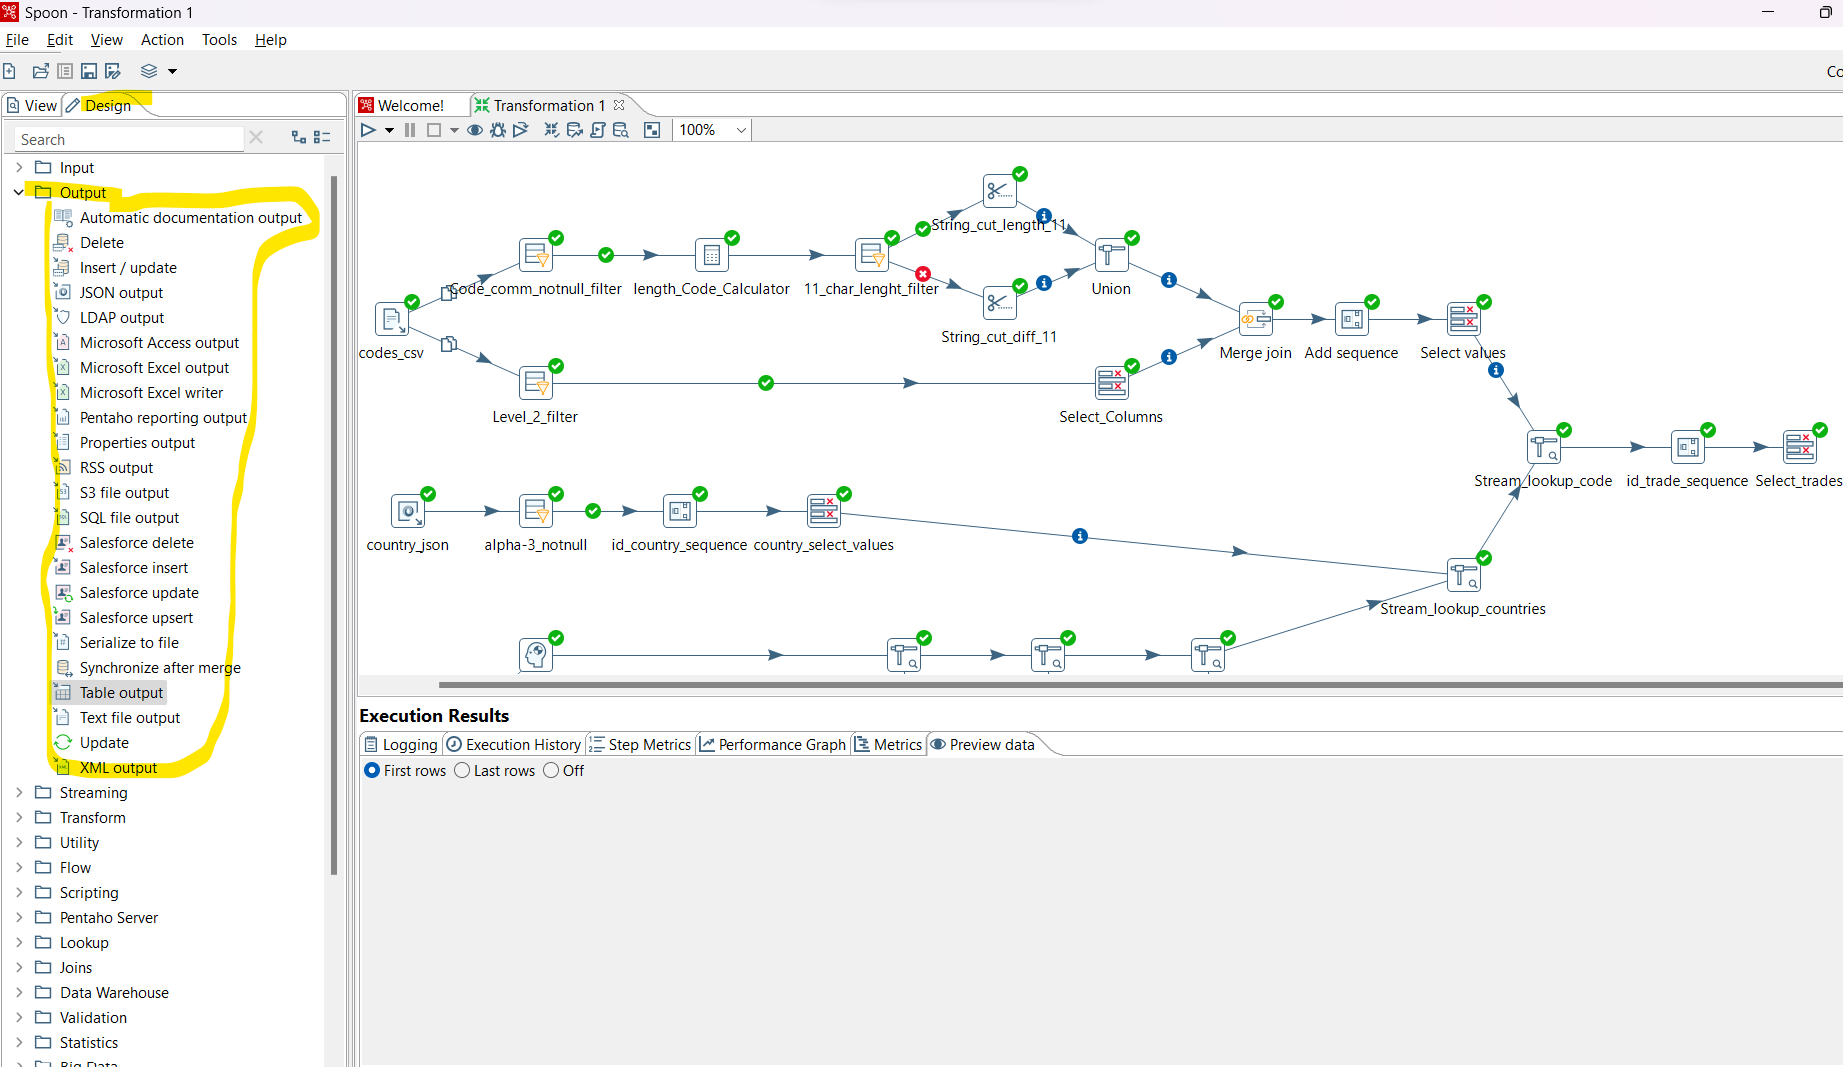 Spoon - Transformation 1
File Edit View Action Tools Help
Co
View Design
Search
Input
Output
Automatic documentation output
Delete
Insert / update
JSON output
LDAP output
Microsoft Access output
Microsoft Excel output
Microsoft Excel writer
Pentaho reporting output
Properties output
RSS output
S3 file output
SQL file output
Salesforce delete
Salesforce insert
Salesforce update
Salesforce upsert
Serialize to file
Synchronize after merge
Table output
Text file output
Update
XML output
Streaming
Transform
Utility
Flow
Scripting
Pentaho Server
Lookup
Joins
Data Warehouse
Validation
Statistics
Big Data
Welcome! Transformation 1
100%
String_cut_length_11
Code_comm_notnull_filter length_Code_Calculator 11_char_lenght_filter Union
String_cut_diff_11
codes_csv Merge join Add sequence Select values
Level_2_filter Select_Columns
Stream_lookup_code id_trade_sequence Select_trades
country_json alpha-3_notnull id_country_sequence country_select_values
Stream_lookup_countries
Execution Results
Logging Execution History Step Metrics Performance Graph Metrics Preview data
First rows Last rows Off